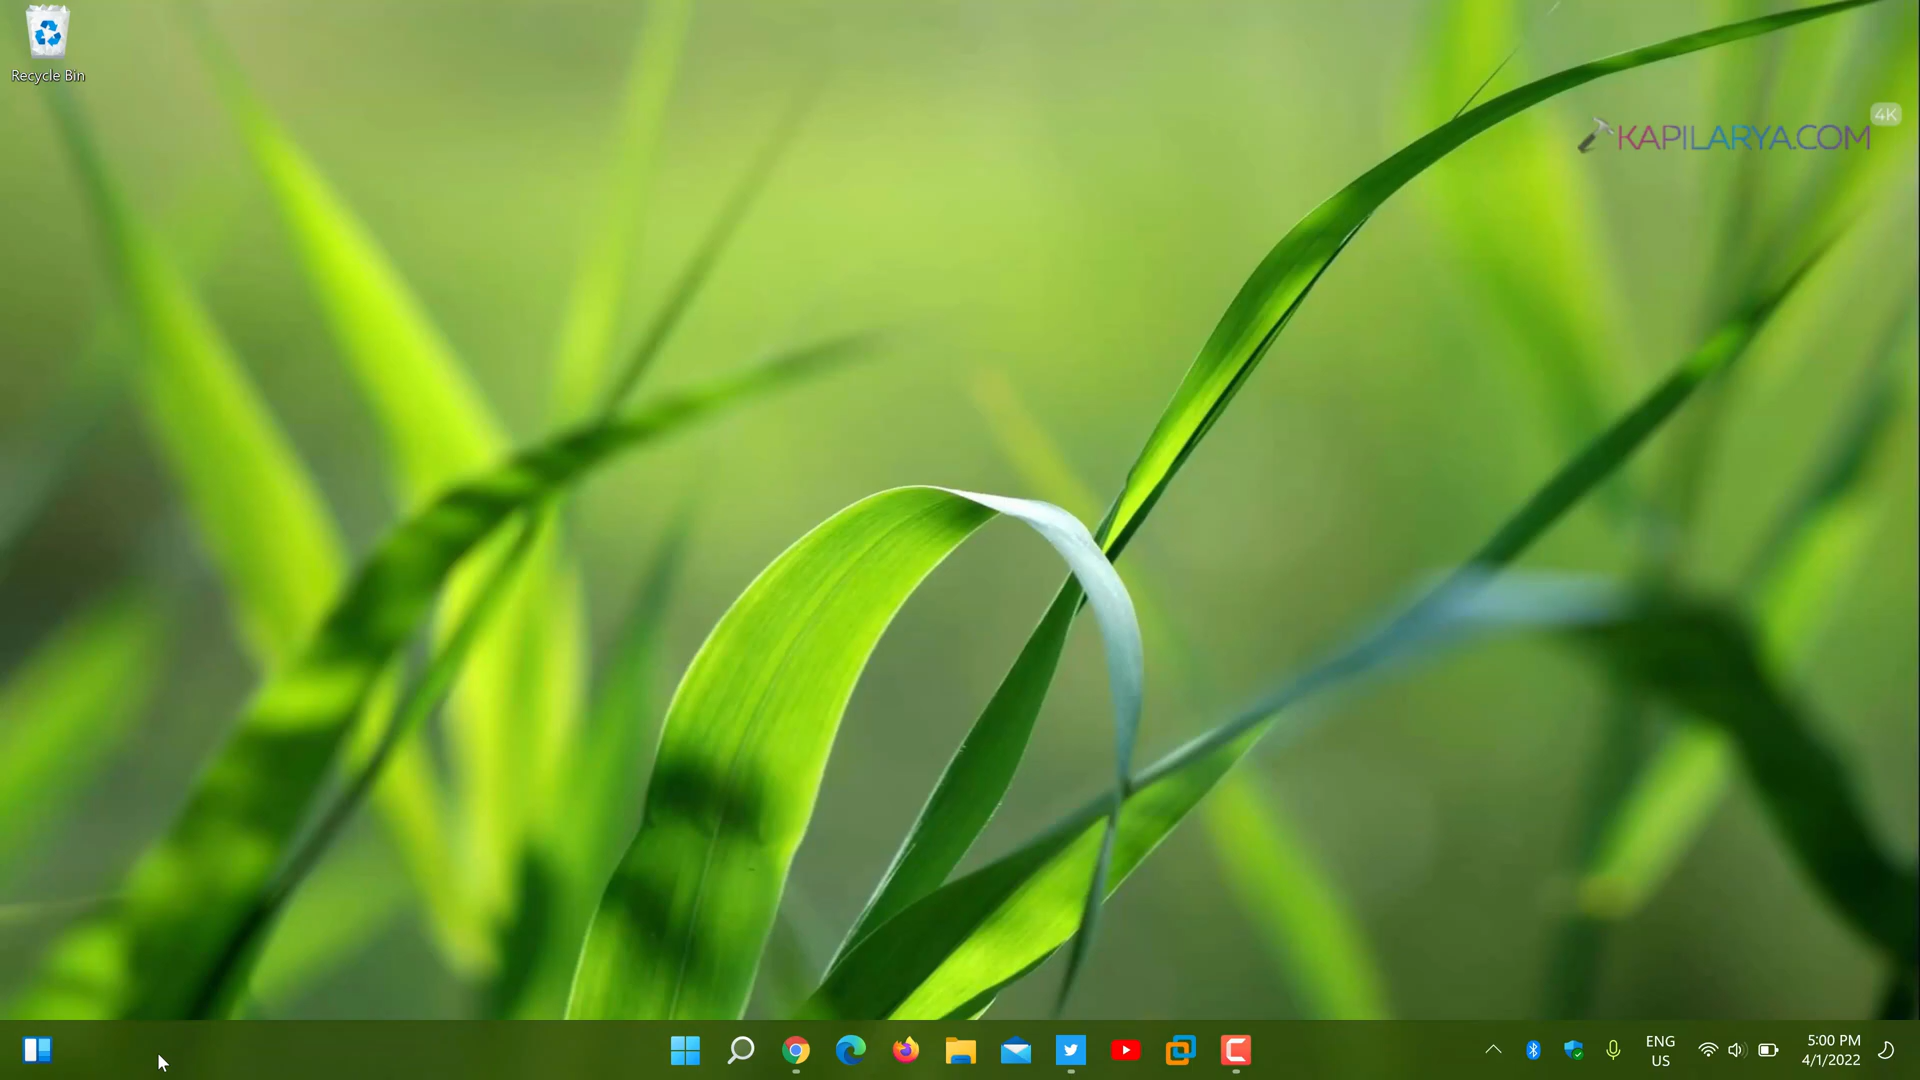 Recycle Bin
4K
KAPILARYA.COM
ENG
US
5:00 PM
4/1/2022